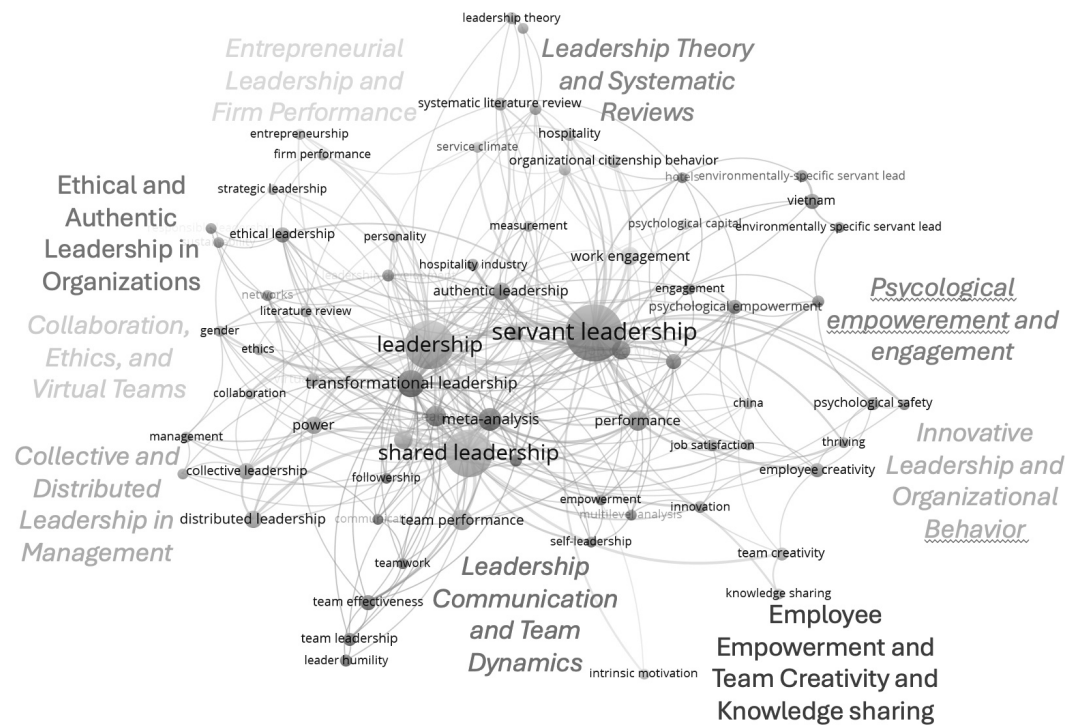 leadership theory
Entrepreneurial
Leadership and
Firm Performance
Leadership Theory
and Systematic
Reviews
systematic literature review
entrepreneurship
hospitality
service climate
firm performance
organizational citizenship behavior
hotels
environmentally-specific servant lead
Ethical and
Authentic
Leadership in
Organizations
strategic leadership
vietnam
ethical leadership
personality
measurement
psychological capital
environmentally specific servant lead
hospitality industry
work engagement
authentic leadership
engagement
networks
literature review
psychological empowerment
Psycological
empowerement and
engagement
Collaboration,
Ethics, and
Virtual Teams
gender
ethics
leadership
servant leadership
transformational leadership
collaboration
china
psychological safety
power
meta-analysis
performance
management
shared leadership
job satisfaction
thriving
Innovative
Leadership and
Organizational
Behavior
Collective and
Distributed
Leadership in
Management
collective leadership
followership
employee creativity
empowerment
innovation
multilevel analysis
distributed leadership
team performance
self-leadership
team creativity
teamwork
Leadership
Communication
and Team
Dynamics
team effectiveness
knowledge sharing
Employee
Empowerment and
Team Creativity and
Knowledge sharing
team leadership
leader humility
intrinsic motivation